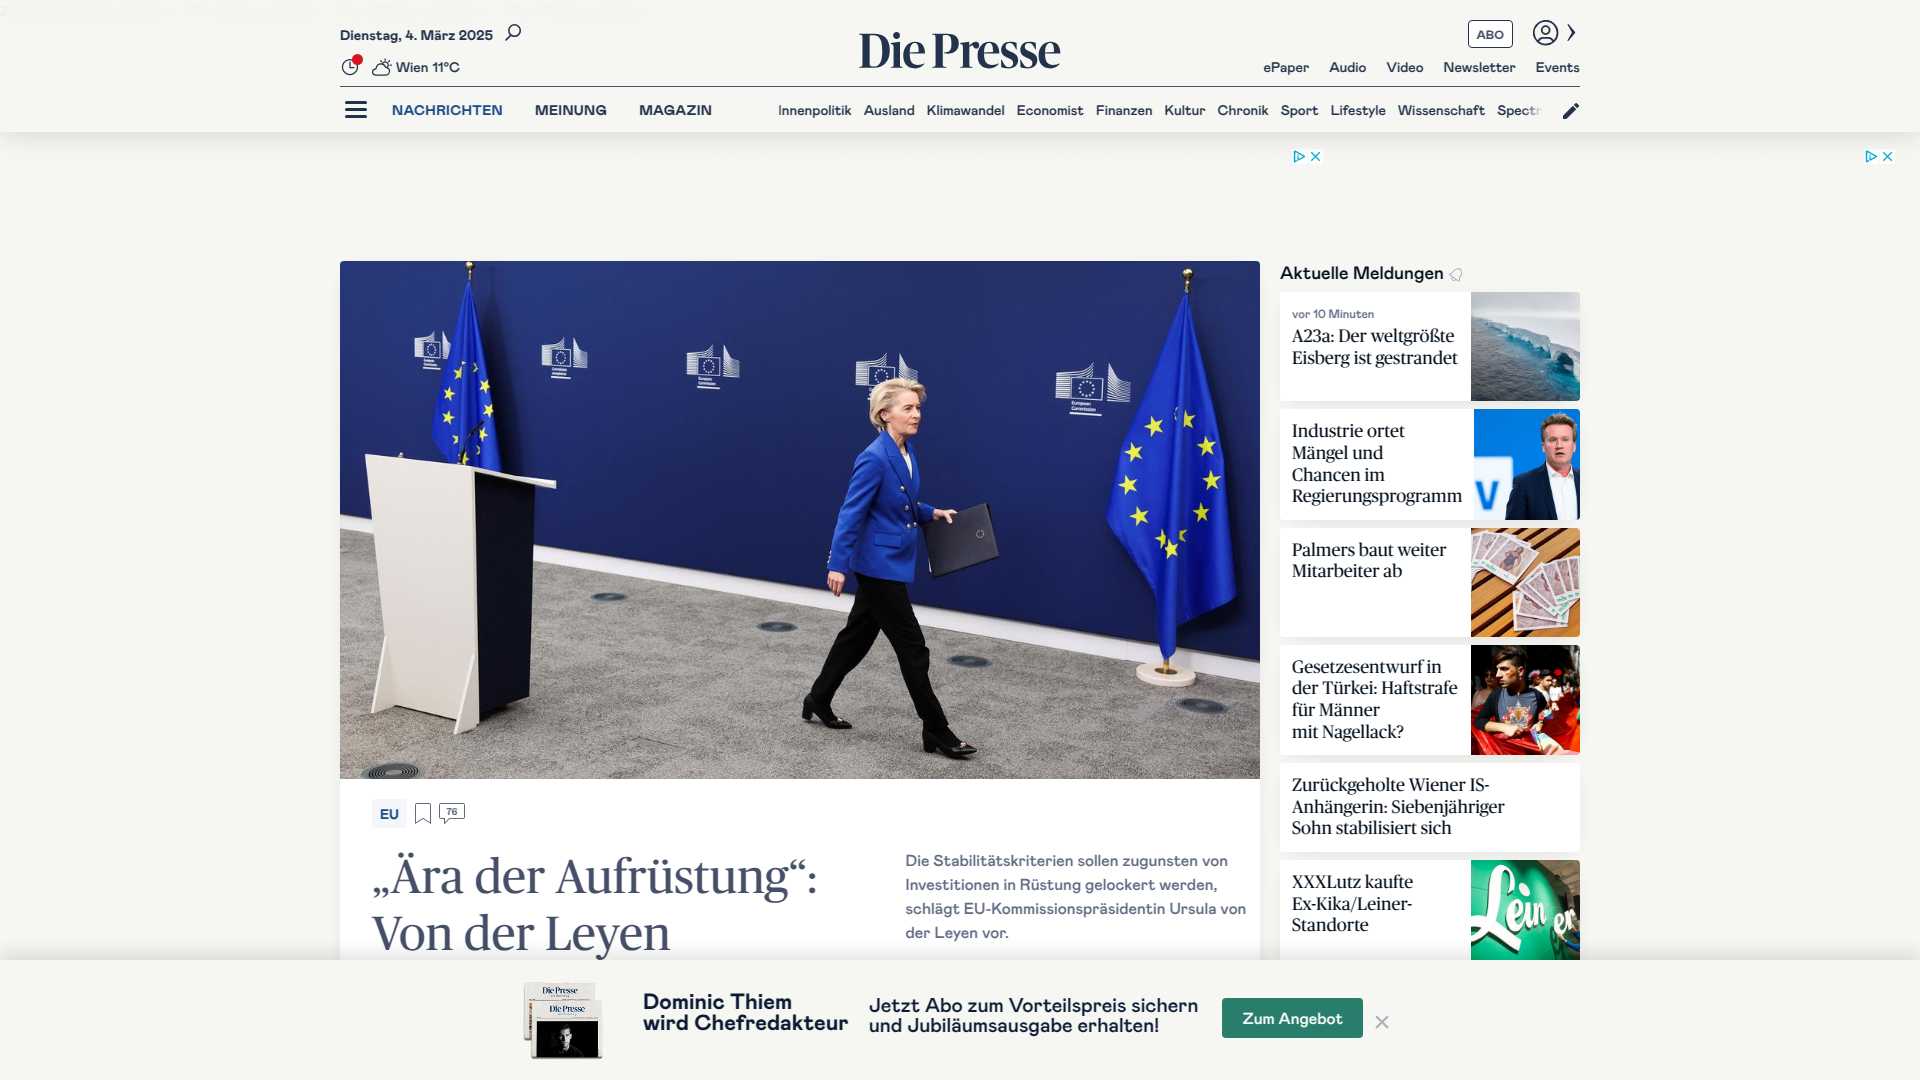 Dienstag, 4. März 2025
Die Presse
ABO
Wien 11°C
ePaper Audio Video Newsletter Events
NACHRICHTEN MEINUNG MAGAZIN
Innenpolitik Ausland Klimawandel Economist Finanzen Kultur Chronik Sport Lifestyle Wissenschaft Spectr
Aktuelle Meldungen
vor 10 Minuten
A23a: Der weltgrößte
Eisberg ist gestrandet
Industrie ortet
Mängel und
Chancen im
Regierungsprogramm
Palmers baut weiter
Mitarbeiter ab
Gesetzesentwurf in
der Türkei: Haftstrafe
für Männer
mit Nagellack?
Zurückgeholte Wiener IS-
Anhängerin: Siebenjähriger
Sohn stabilisiert sich
XXXLutz kaufte
Ex-Kika/Leiner-
Standorte
Leiner
European
Commission
EU
76
„Ära der Aufrüstung“:
Von der Leyen
Die Stabilitätskriterien sollen zugunsten von
Investitionen in Rüstung gelockert werden,
schlägt EU-Kommissionspräsidentin Ursula von
der Leyen vor.
Die Presse
Die Presse
Dominic Thiem
wird Chefredakteur
Jetzt Abo zum Vorteilspreis sichern
und Jubiläumsausgabe erhalten!
Zum Angebot